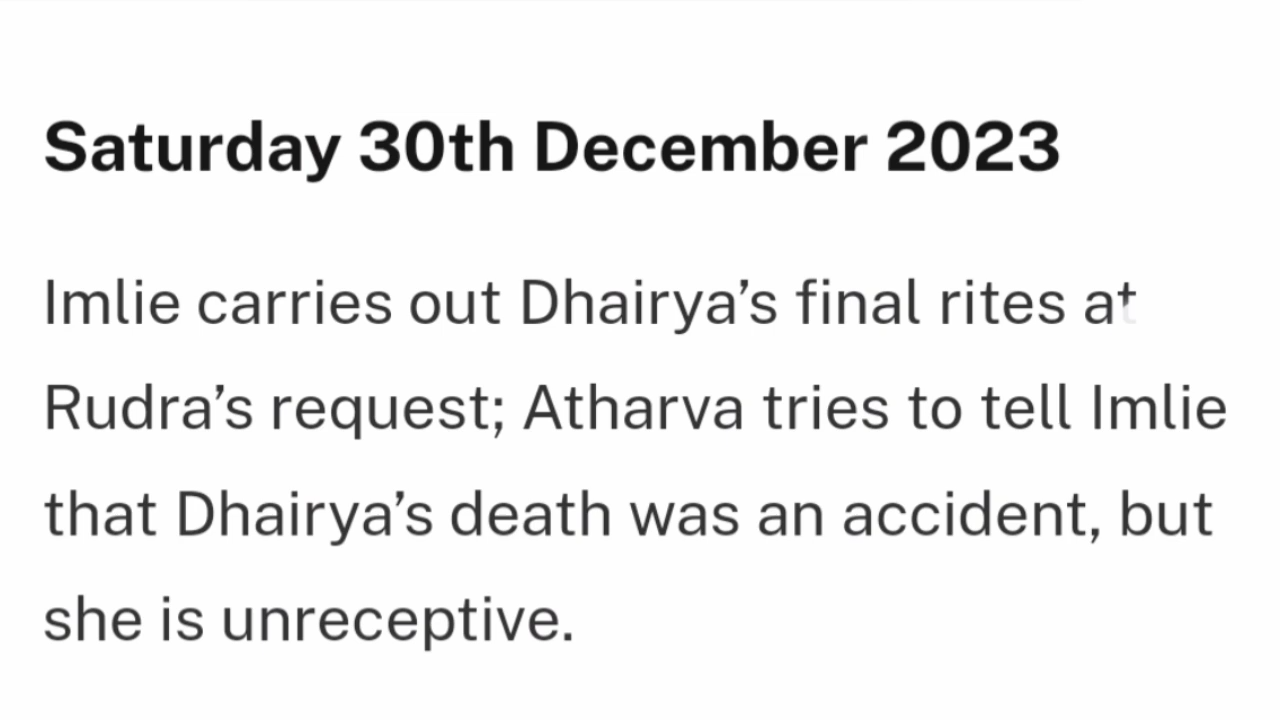 Saturday 30th December 2023
Imlie carries out Dhairya’s final rites at
Rudra’s request; Atharva tries to tell Imlie
that Dhairya’s death was an accident, but
she is unreceptive.